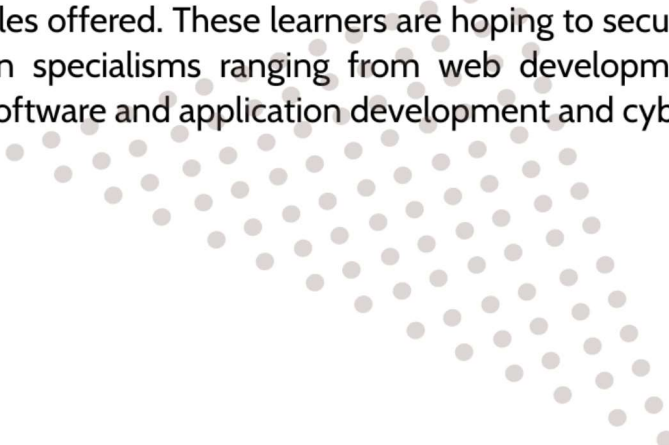 les offered. These learners are hoping to secu
n specialisms ranging from web developm
oftware and application development and cyb